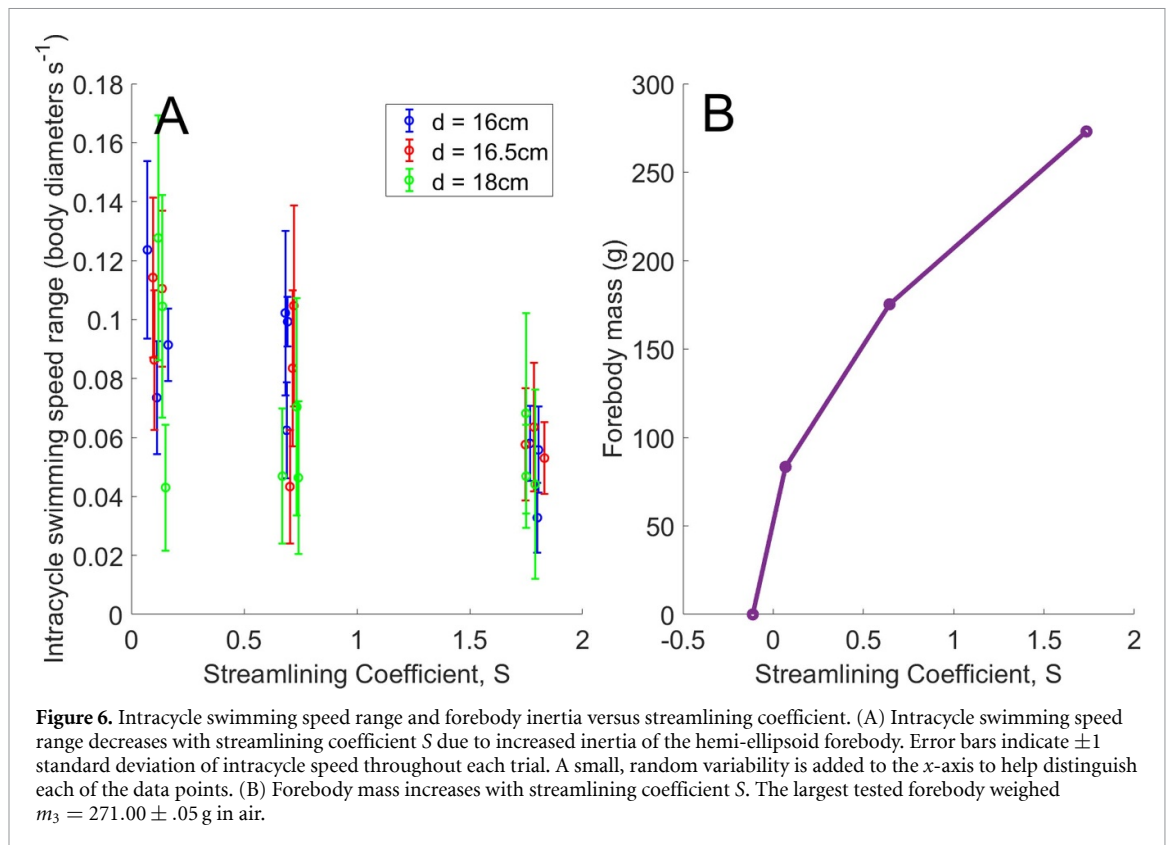 A
B
d = 16cm
d = 16.5cm
d = 18cm
Intracycle swimming speed range (body diameters s⁻¹)
0.18
0.16
0.14
0.12
0.1
0.08
0.06
0.04
0.02
0
0 0.5 1 1.5 2
Streamlining Coefficient, S
Forebody mass (g)
300
250
200
150
100
50
0
-0.5 0 0.5 1 1.5 2
Streamlining Coefficient, S
Figure 6. Intracycle swimming speed range and forebody inertia versus streamlining coefficient. (A) Intracycle swimming speed
range decreases with streamlining coefficient S due to increased inertia of the hemi-ellipsoid forebody. Error bars indicate ±1
standard deviation of intracycle speed throughout each trial. A small, random variability is added to the x-axis to help distinguish
each of the data points. (B) Forebody mass increases with streamlining coefficient S. The largest tested forebody weighed
m₃ = 271.00 ± .05 g in air.